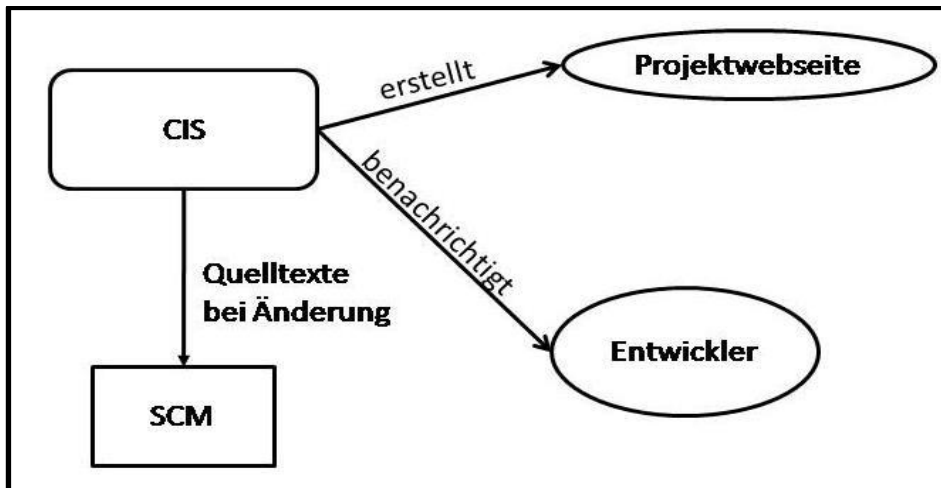 Projektwebseite
erstellt
CIS
benachrichtigt
Quelltexte
bei Änderung
Entwickler
SCM